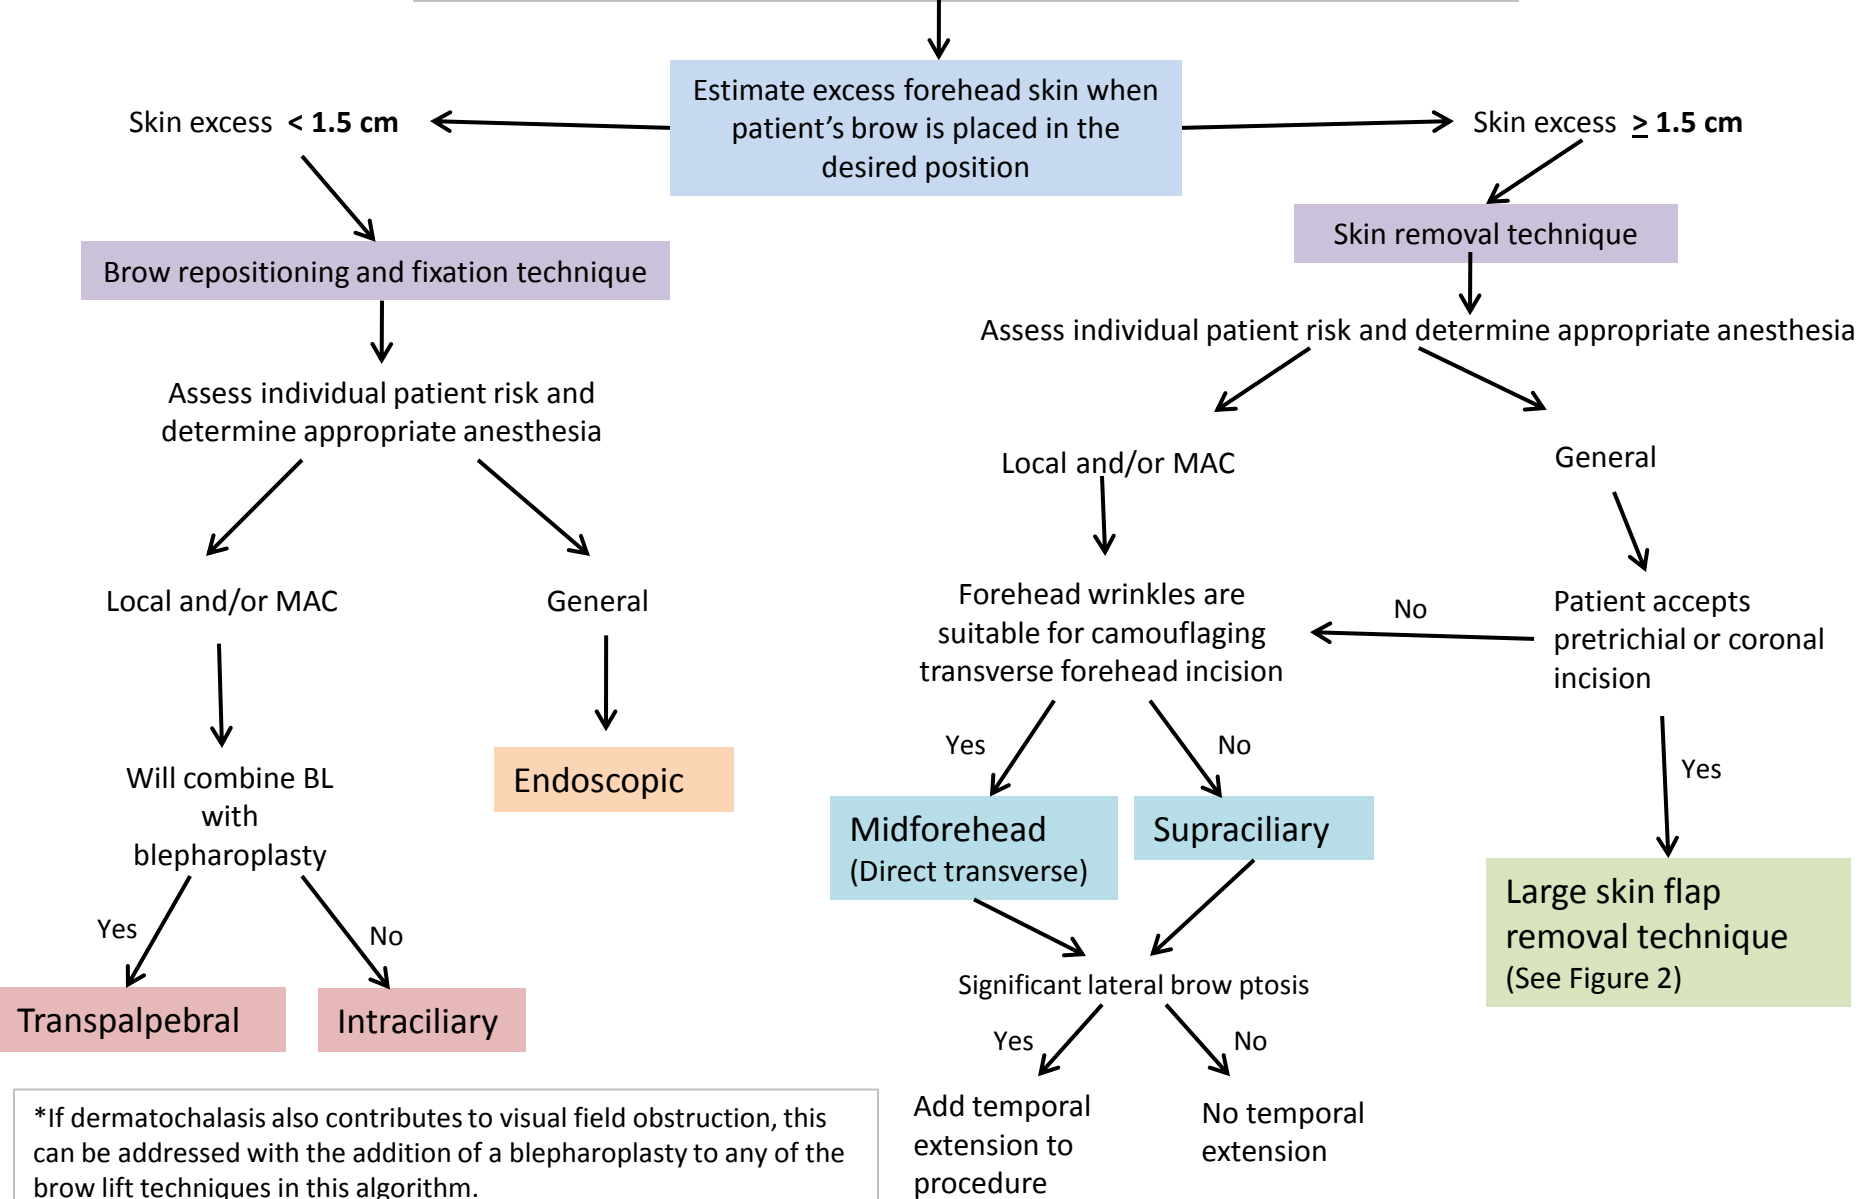 Estimate excess forehead skin when
patient’s brow is placed in the
desired position
Skin excess < 1.5 cm
Skin excess ≥ 1.5 cm
Brow repositioning and fixation technique
Skin removal technique
Assess individual patient risk and
determine appropriate anesthesia
Assess individual patient risk and determine appropriate anesthesia
Local and/or MAC
General
Local and/or MAC
General
Will combine BL
with
blepharoplasty
Endoscopic
Yes
No
Transpalpebral
Intraciliary
Forehead wrinkles are
suitable for camouflaging
transverse forehead incision
No
Patient accepts
pretrichial or coronal
incision
Yes
No
Yes
Midforehead
(Direct transverse)
Supraciliary
Large skin flap
removal technique
(See Figure 2)
Significant lateral brow ptosis
Yes
No
Add temporal
extension to
procedure
No temporal
extension
*If dermatochalasis also contributes to visual field obstruction, this
can be addressed with the addition of a blepharoplasty to any of the
brow lift techniques in this algorithm.